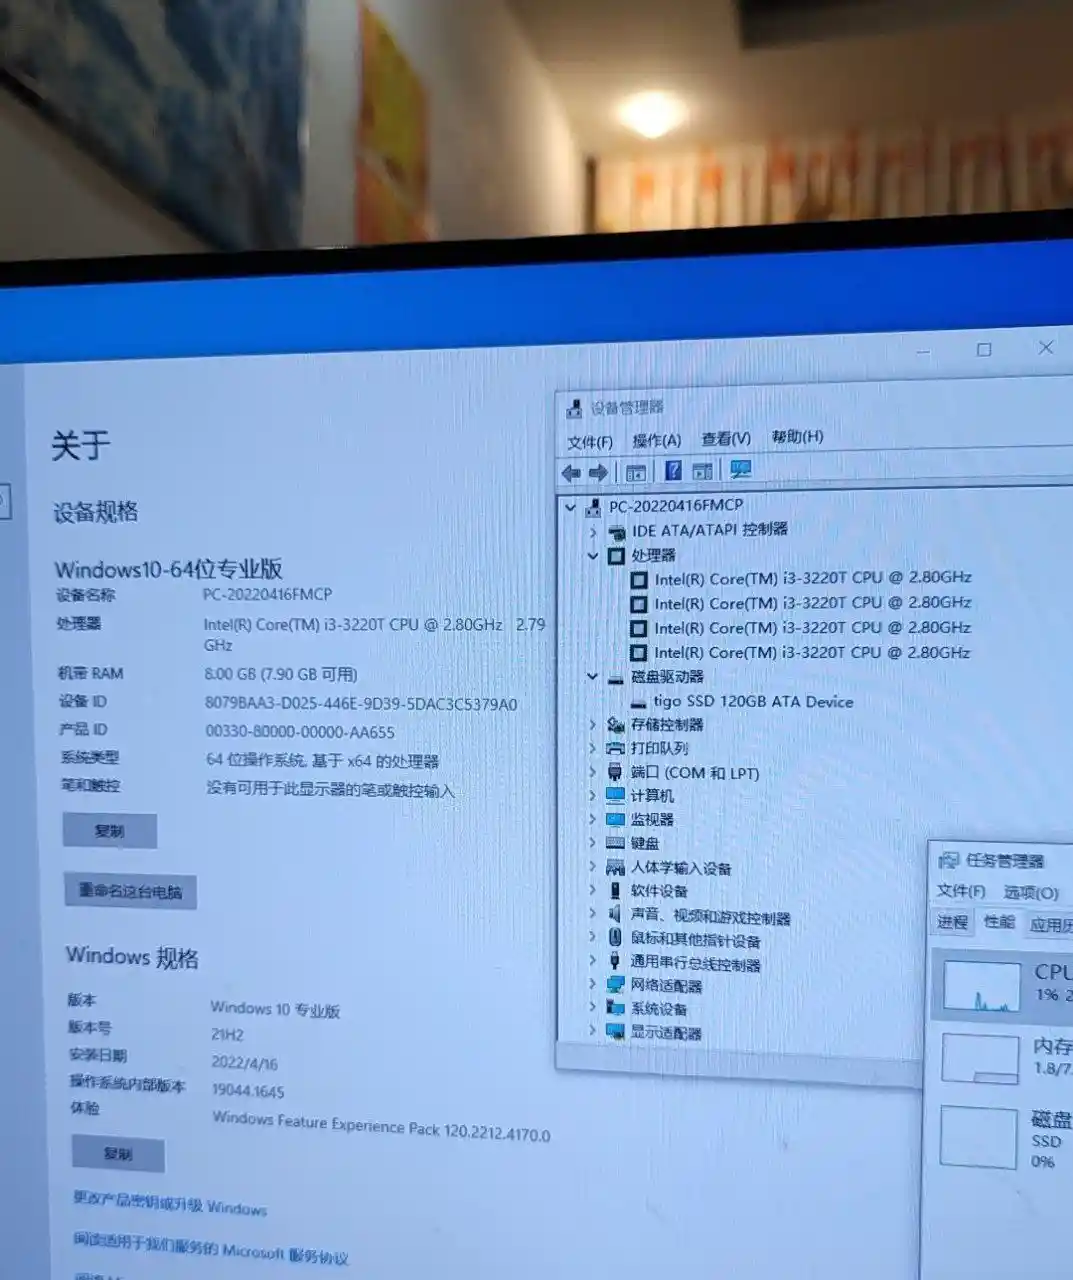 关于
设备规格
Windows10-64位专业版
设备名称 PC-20220416FMCP
处理器 Intel(R) Core(TM) i3-3220T CPU @ 2.80GHz 2.79
GHz
机带 RAM 8.00 GB (7.90 GB 可用)
设备 ID 8079BAA3-D025-446E-9D39-5DAC3C5379A0
产品 ID 00330-80000-00000-AA655
系统类型 64 位操作系统, 基于 x64 的处理器
笔和触控 没有可用于此显示器的笔或触控输入
复制
重命名这台电脑
Windows 规格
版本 Windows 10 专业版
版本号 21H2
安装日期 2022/4/16
操作系统内部版本 19044.1645
体验 Windows Feature Experience Pack 120.2212.4170.0
复制
更改产品密钥或升级 Windows
阅读适用于我们服务的 Microsoft 服务协议
设备管理器
文件(F) 操作(A) 查看(V) 帮助(H)
PC-20220416FMCP
IDE ATA/ATAPI 控制器
处理器
Intel(R) Core(TM) i3-3220T CPU @ 2.80GHz
Intel(R) Core(TM) i3-3220T CPU @ 2.80GHz
Intel(R) Core(TM) i3-3220T CPU @ 2.80GHz
Intel(R) Core(TM) i3-3220T CPU @ 2.80GHz
磁盘驱动器
tigo SSD 120GB ATA Device
存储控制器
打印队列
端口 (COM 和 LPT)
计算机
监视器
键盘
人体学输入设备
软件设备
声音、视频和游戏控制器
鼠标和其他指针设备
通用串行总线控制器
网络适配器
系统设备
显示适配器
任务管理器
文件(F) 选项(O)
进程 性能 应用历
CPU
1% 2
内存
1.8/7.
磁盘
SSD
0%